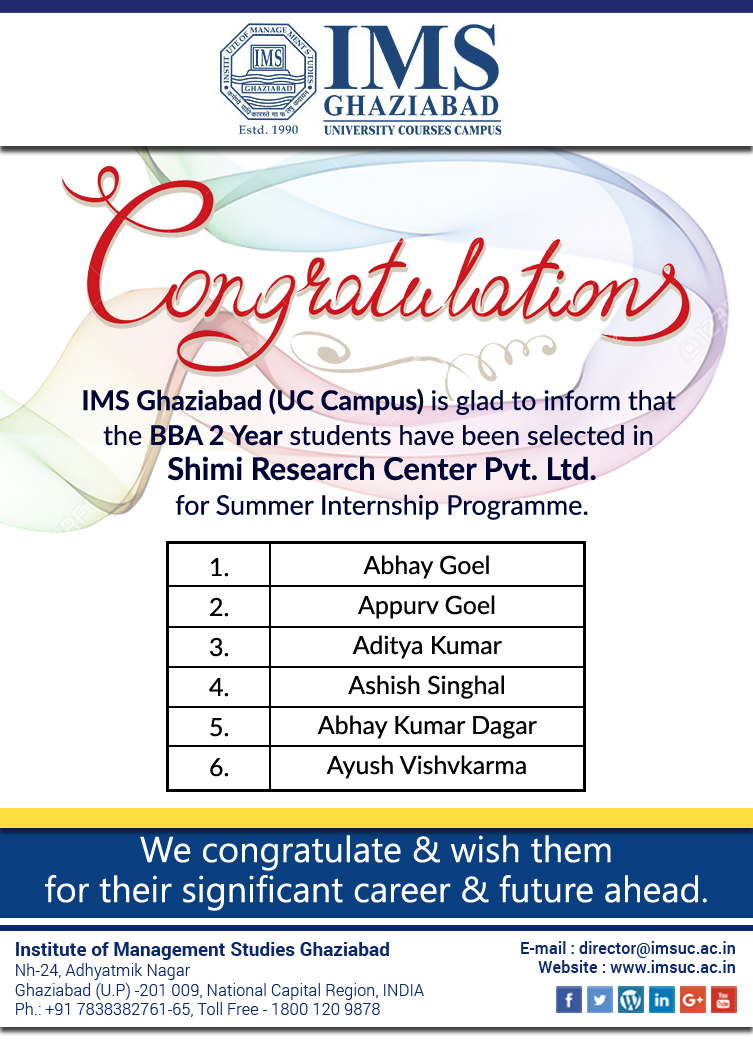 INSTITUTE OF MANAGEMENT STUDIES
IMS
GHAZIABAD
Estd. 1990
IMS
GHAZIABAD
UNIVERSITY COURSES CAMPUS
Congratulations
IMS Ghaziabad (UC Campus) is glad to inform that
the BBA 2 Year students have been selected in
Shimi Research Center Pvt. Ltd.
for Summer Internship Programme.
1. Abhay Goel
2. Appurv Goel
3. Aditya Kumar
4. Ashish Singhal
5. Abhay Kumar Dagar
6. Ayush Vishvkarma
We congratulate & wish them
for their significant career & future ahead.
Institute of Management Studies Ghaziabad
Nh-24, Adhyatmik Nagar
Ghaziabad (U.P) -201 009, National Capital Region, INDIA
Ph.: +91 7838382761-65, Toll Free - 1800 120 9878
E-mail : director@imsuc.ac.in
Website : www.imsuc.ac.in
f W in G+ You Tube